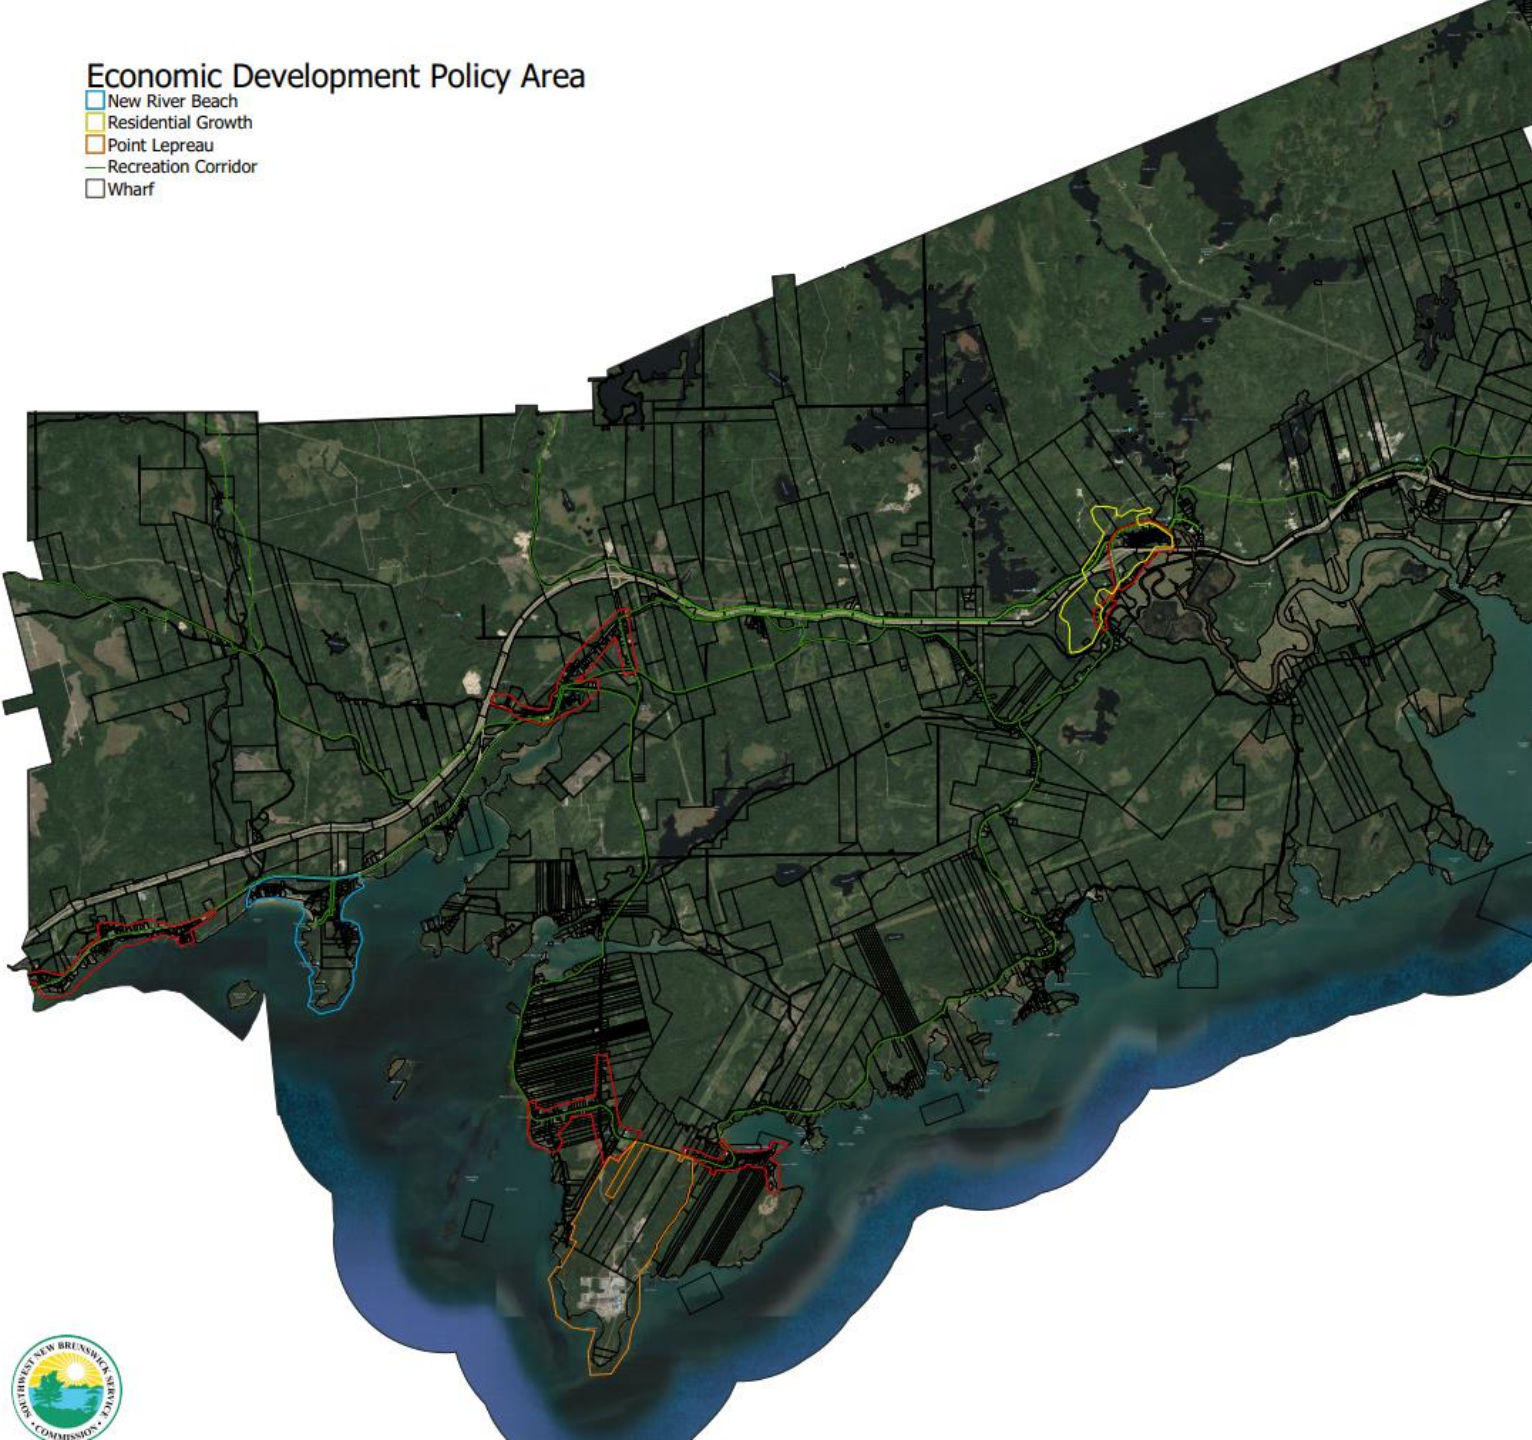 Economic Development Policy Area
New River Beach
Residential Growth
Point Lepreau
Recreation Corridor
Wharf
SOUTHWEST NEW BRUNSWICK SERVICE
• COMMISSION •